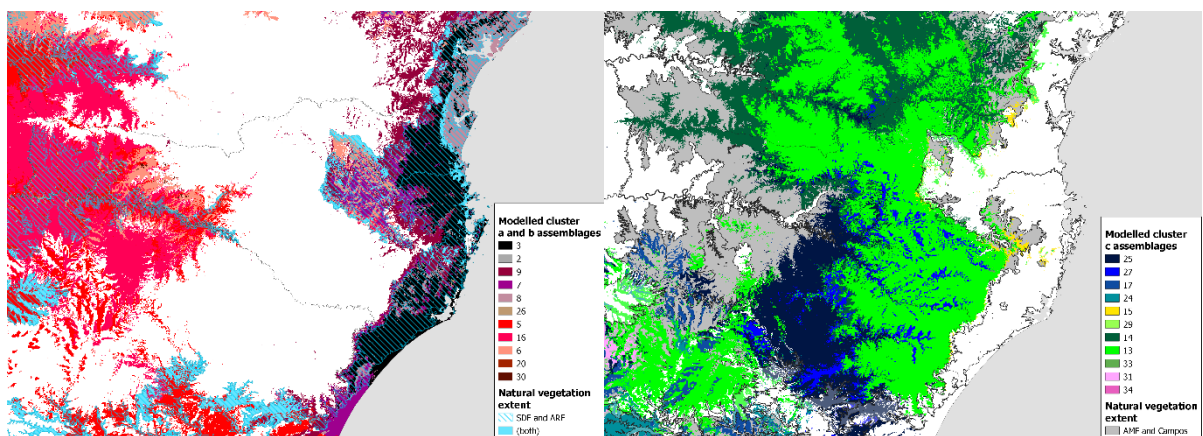 Modelled cluster
a and b assemblages
3
2
9
7
8
26
5
16
6
20
30
Natural vegetation
extent
SDF and ARF
(both)
Modelled cluster
c assemblages
25
27
17
24
15
29
14
13
33
31
34
Natural vegetation
extent
AMF and Campos